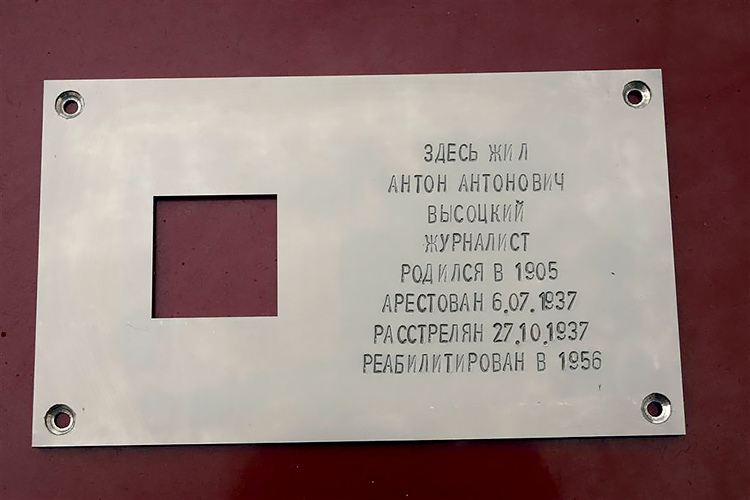 ЗДЕСЬ ЖИЛ
АНТОН АНТОНОВИЧ
ВЫСОЦКИЙ
ЖУРНАЛИСТ
РОДИЛСЯ В 1905
АРЕСТОВАН 6.07.1937
РАССТРЕЛЯН 27.10.1937
РЕАБИЛИТИРОВАН В 1956